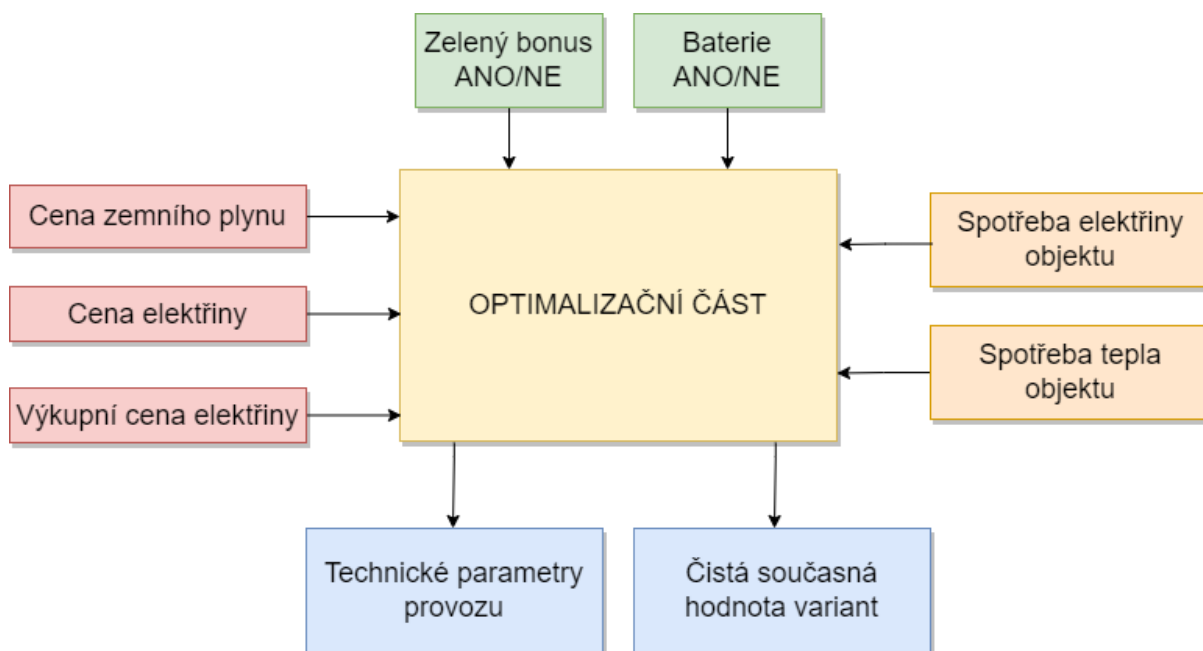 Zelený bonus
ANO/NE
Baterie
ANO/NE
Cena zemního plynu
Cena elektřiny
Výkupní cena elektřiny
OPTIMALIZAČNÍ ČÁST
Spotřeba elektřiny
objektu
Spotřeba tepla
objektu
Technické parametry
provozu
Čistá současná
hodnota variant